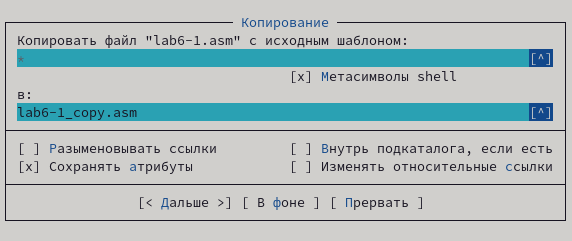 Копирование
Копировать файл "lab6-1.asm" с исходным шаблоном:
* [^]
[x] Метасимволы shell
в:
lab6-1_copy.asm [^]
[ ] Разыменовывать ссылки [ ] Внутрь подкаталога, если есть
[x] Сохранять атрибуты [ ] Изменять относительные ссылки
[< Дальше >] [ В фоне ] [ Прервать ]